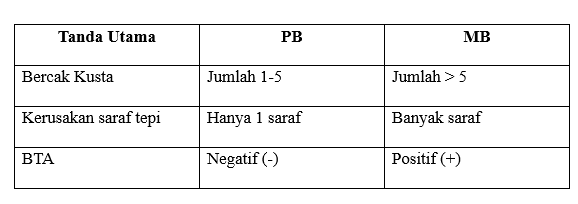 Tanda Utama PB MB
Bercak Kusta Jumlah 1-5 Jumlah > 5
Kerusakan saraf tepi Hanya 1 saraf Banyak saraf
BTA Negatif (-) Positif (+)